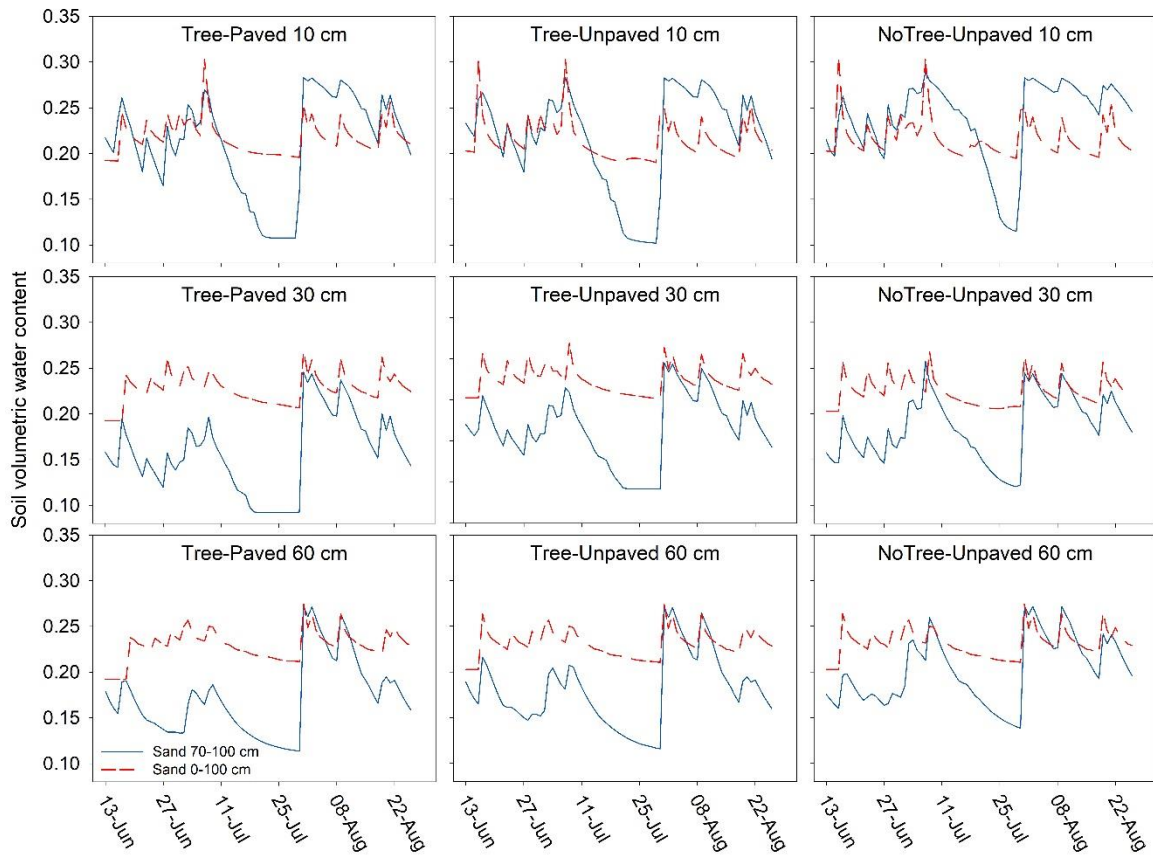 Tree-Paved 10 cm
Tree-Unpaved 10 cm
NoTree-Unpaved 10 cm
0.35
0.30
0.25
0.20
0.15
0.10
Tree-Paved 30 cm
Tree-Unpaved 30 cm
NoTree-Unpaved 30 cm
0.35
0.30
0.25
0.20
0.15
0.10
Soil volumetric water content
Tree-Paved 60 cm
Tree-Unpaved 60 cm
NoTree-Unpaved 60 cm
0.35
0.30
0.25
0.20
0.15
0.10
Sand 70-100 cm
Sand 0-100 cm
13-Jun
27-Jun
11-Jul
25-Jul
08-Aug
22-Aug
13-Jun
27-Jun
11-Jul
25-Jul
08-Aug
22-Aug
13-Jun
27-Jun
11-Jul
25-Jul
08-Aug
22-Aug